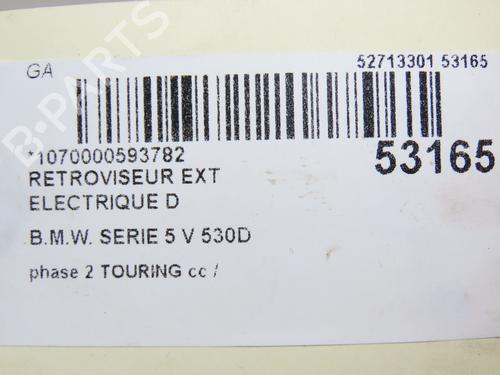 GA
52713301 53165
*1070000593782
53165
RETROVISEUR EXT
ELECTRIQUE D
B.M.W. SERIE 5 V 530D
phase 2 TOURING cc /
B-PARTS